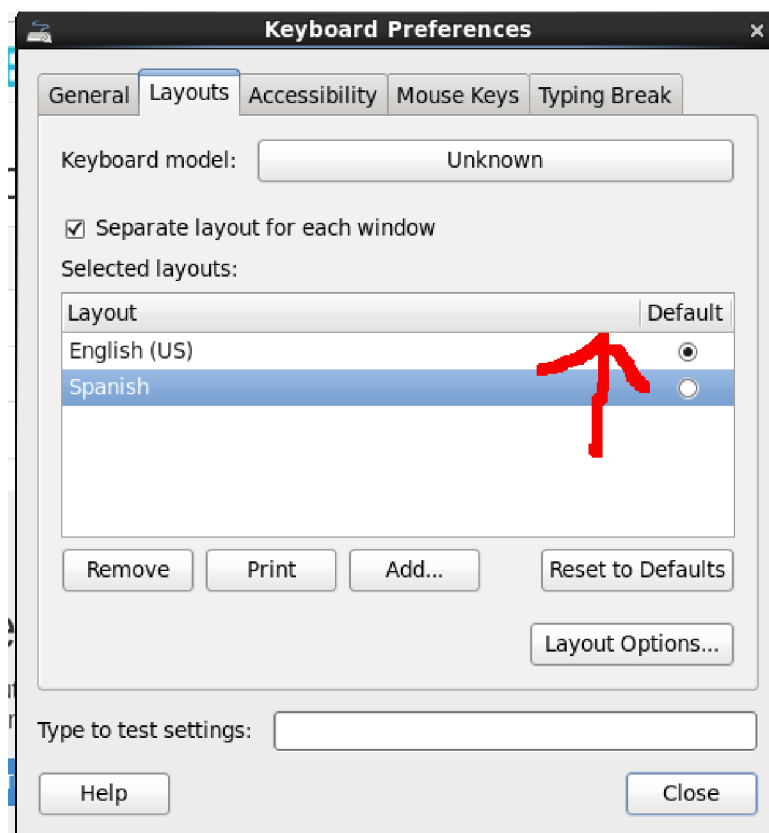 Keyboard Preferences
General Layouts Accessibility Mouse Keys Typing Break
Keyboard model: Unknown
Separate layout for each window
Selected layouts:
Layout Default
English (US)
Spanish
Remove Print Add... Reset to Defaults
Layout Options...
Type to test settings:
Help Close